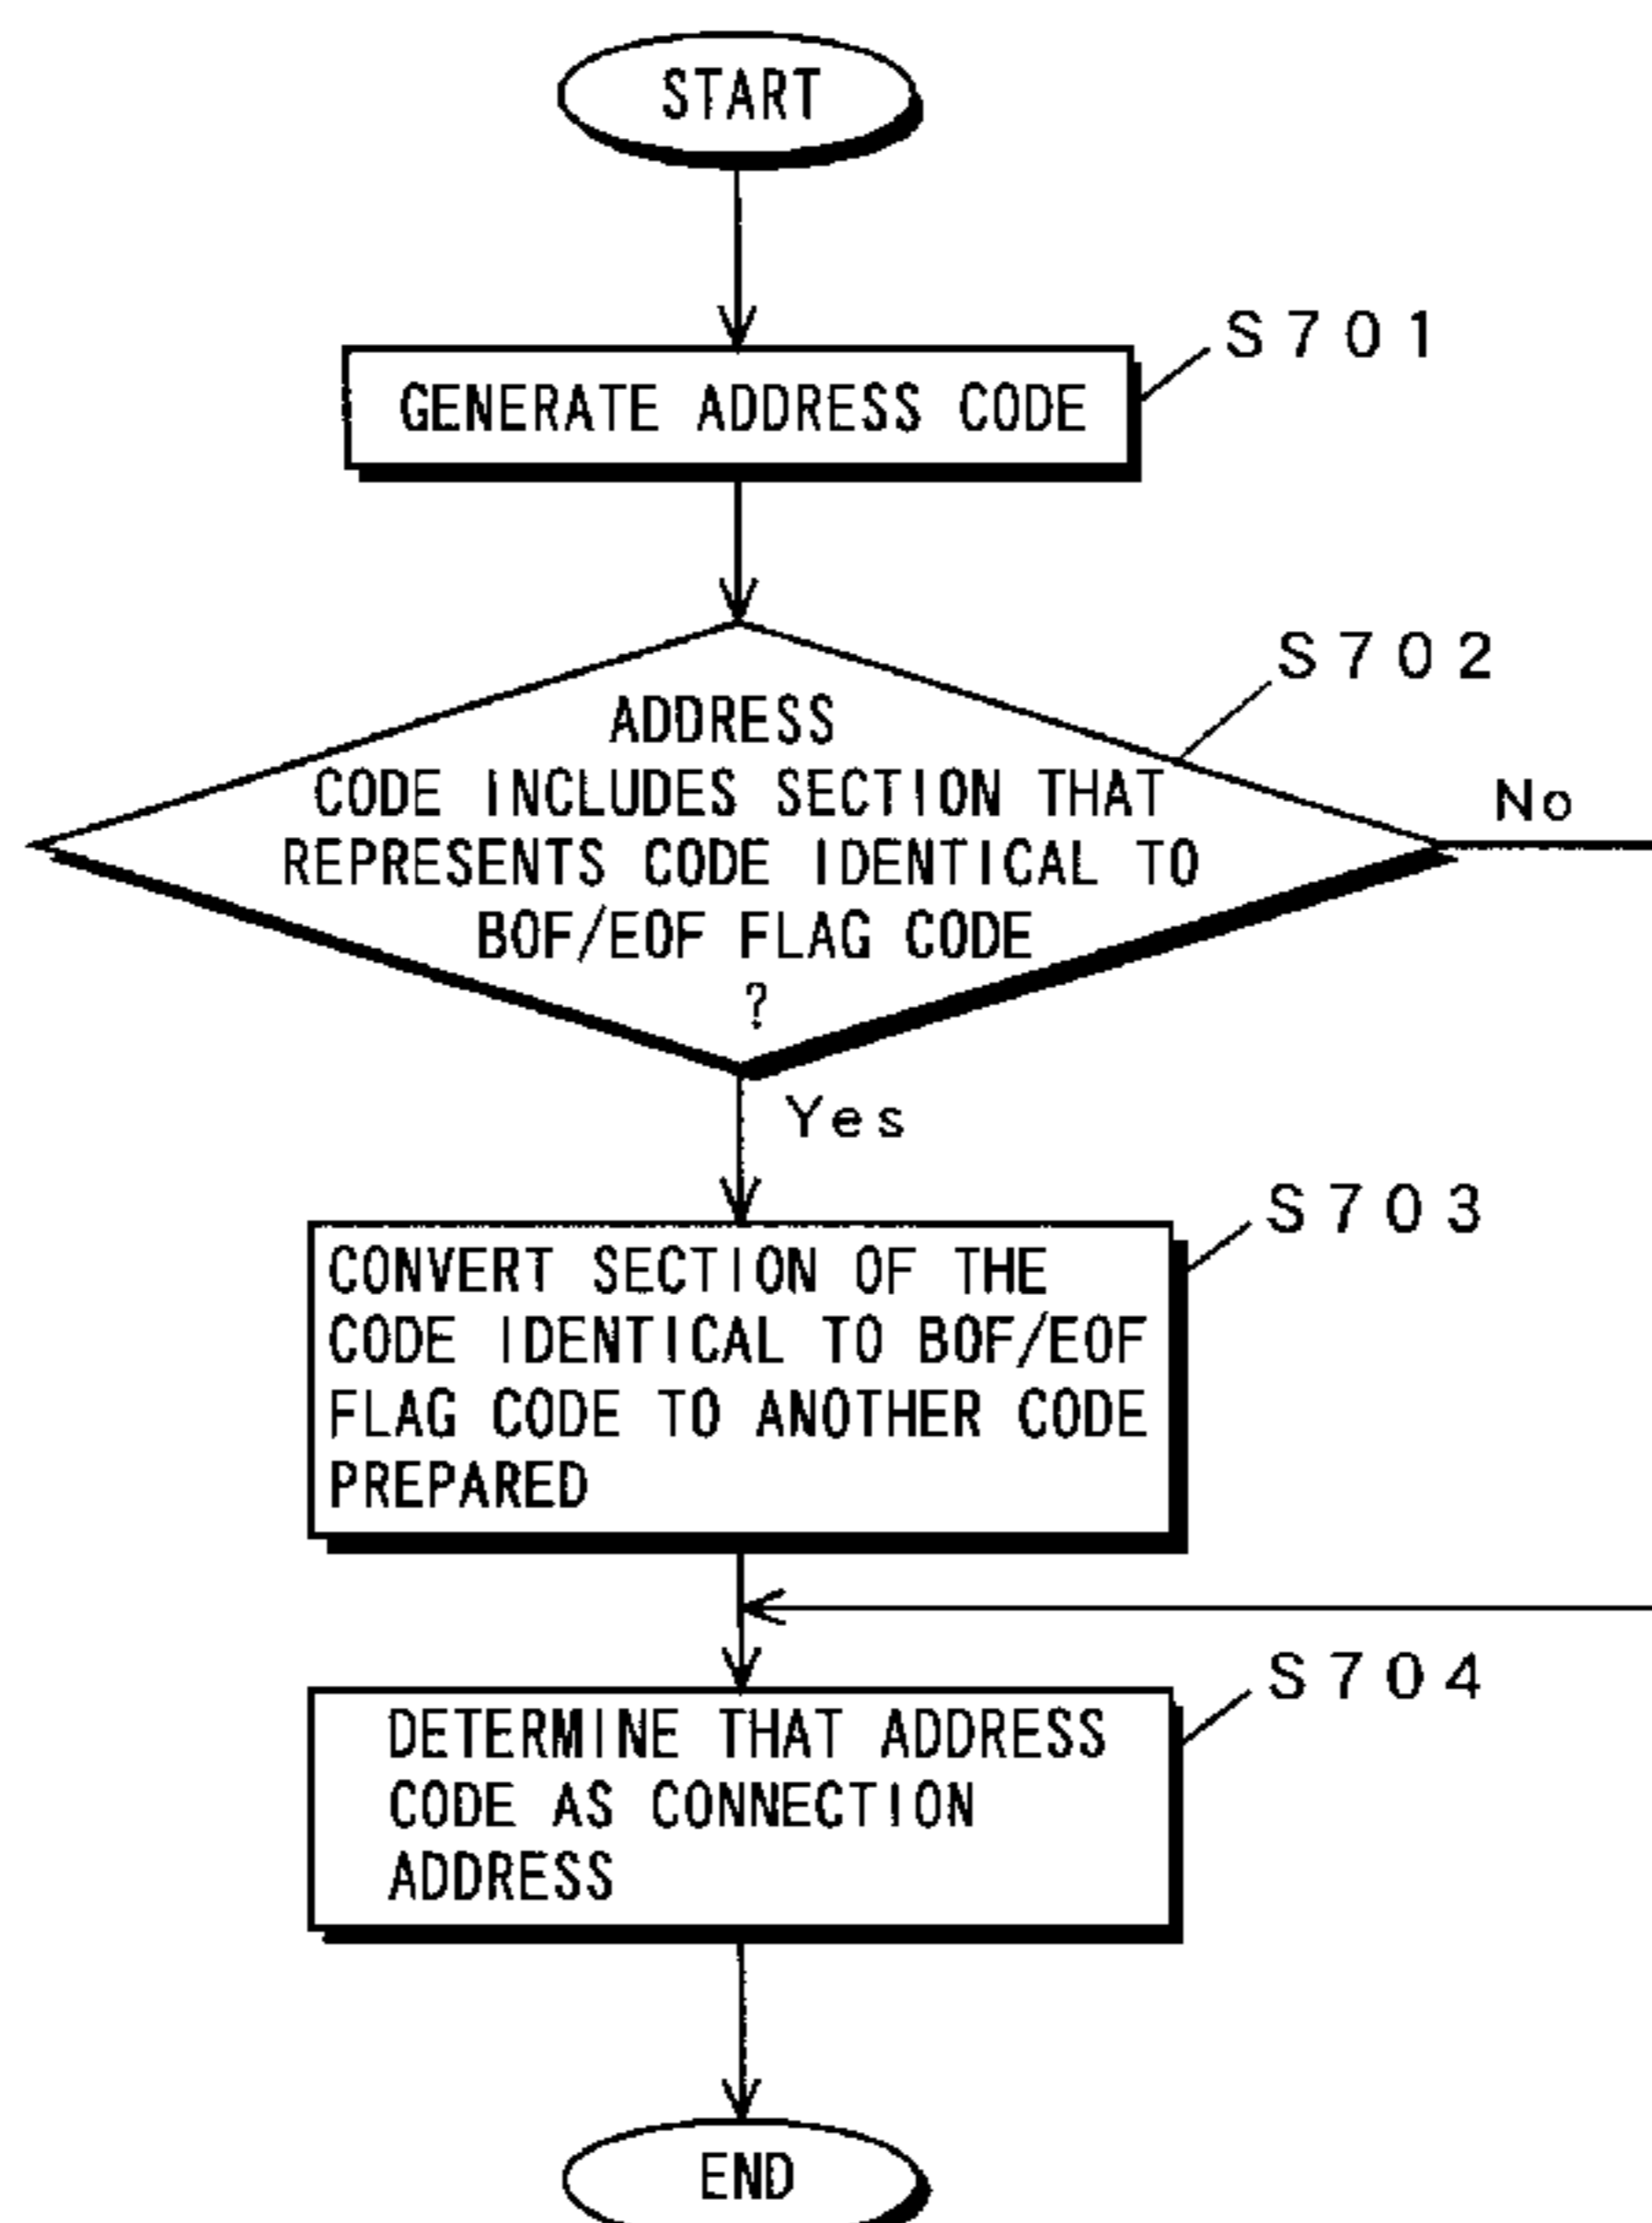 START
S701
GENERATE ADDRESS CODE
S702
ADDRESS
CODE INCLUDES SECTION THAT
REPRESENTS CODE IDENTICAL TO
BOF/EOF FLAG CODE
?
No
Yes
S703
CONVERT SECTION OF THE
CODE IDENTICAL TO BOF/EOF
FLAG CODE TO ANOTHER CODE
PREPARED
S704
DETERMINE THAT ADDRESS
CODE AS CONNECTION
ADDRESS
END